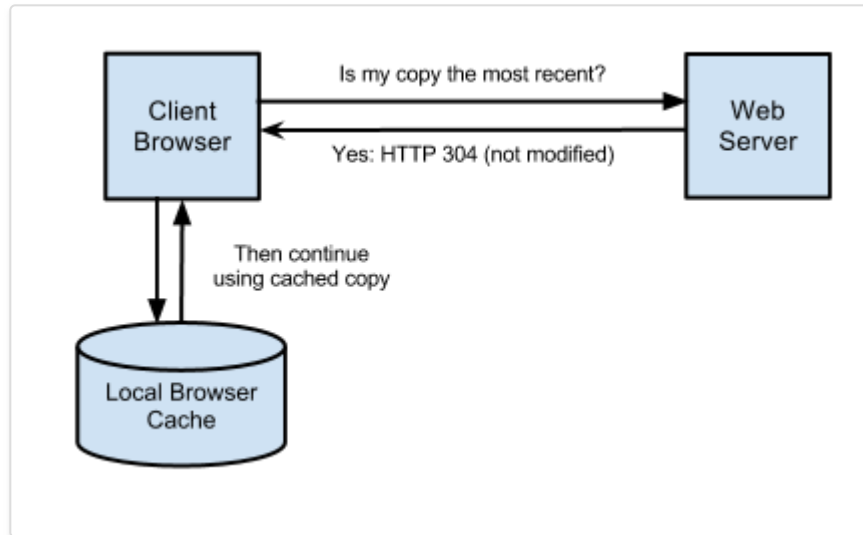 Is my copy the most recent?
Client
Browser
Web
Server
Yes: HTTP 304 (not modified)
Then continue
using cached copy
Local Browser
Cache